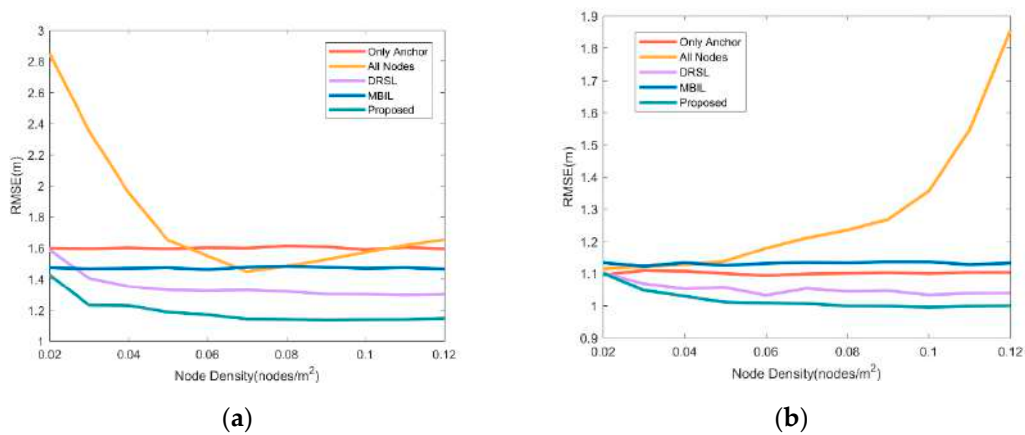 3
2.8
2.6
2.4
2.2
2
1.8
1.6
1.4
1.2
1
RMSE(m)
Only Anchor
All Nodes
DRSL
MBIL
Proposed
0.02 0.04 0.06 0.08 0.1 0.12
Node Density(nodes/m²)
(a)
1.9
1.8
1.7
1.6
1.5
1.4
1.3
1.2
1.1
1
0.9
RMSE(m)
Only Anchor
All Nodes
DRSL
MBIL
Proposed
0.02 0.04 0.06 0.08 0.1 0.12
Node Density(nodes/m²)
(b)